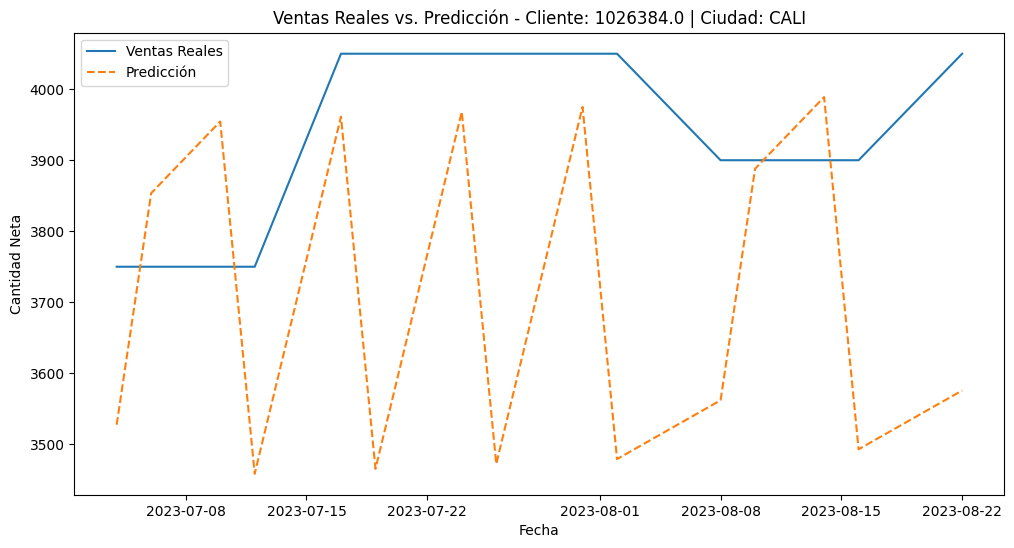 Ventas Reales vs. Predicción - Cliente: 1026384.0 | Ciudad: CALI
Ventas Reales
Predicción
Cantidad Neta
4000
3900
3800
3700
3600
3500
2023-07-08
2023-07-15
2023-07-22
2023-08-01
2023-08-08
2023-08-15
2023-08-22
Fecha